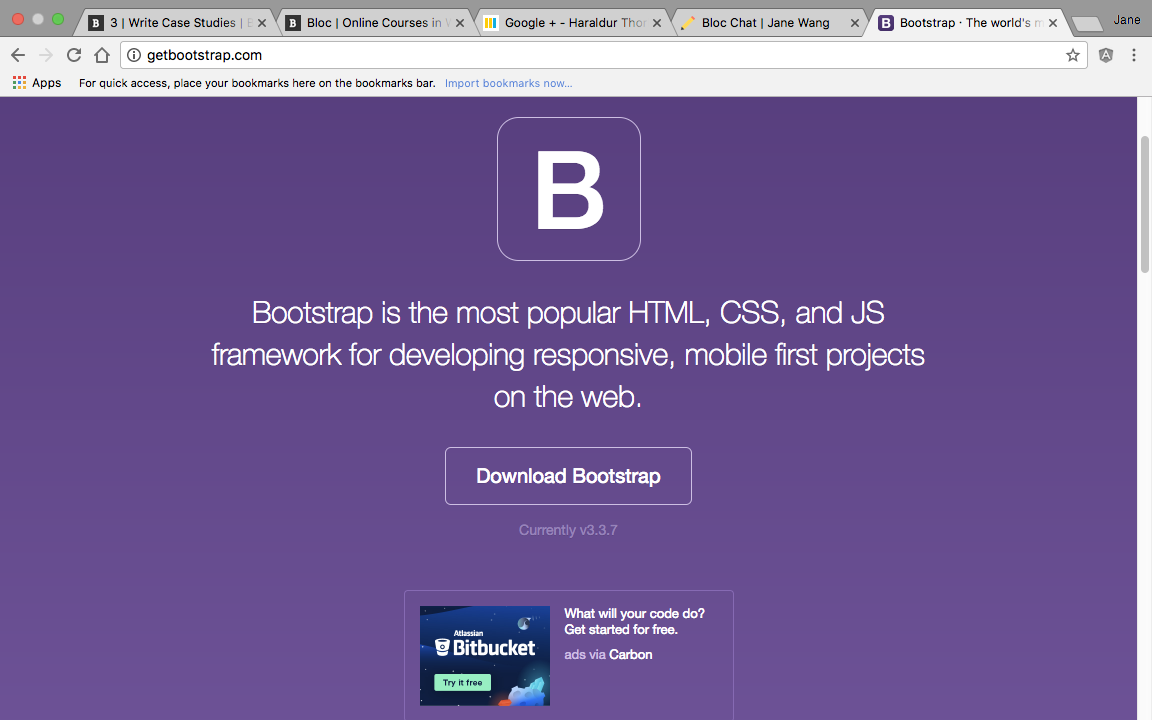 3 | Write Case Studies |
Bloc | Online Courses in
Google + - Haraldur
Bloc Chat | Jane Wang
B Bootstrap · The world's
Jane
getbootstrap.com
Apps For quick access, place your bookmarks here on the bookmarks bar. Import bookmarks now...
B
Bootstrap is the most popular HTML, CSS, and JS
framework for developing responsive, mobile first projects
on the web.
Download Bootstrap
Currently v3.3.7
Atlassian
Bitbucket
Try it free
What will your code do?
Get started for free.
ads via Carbon